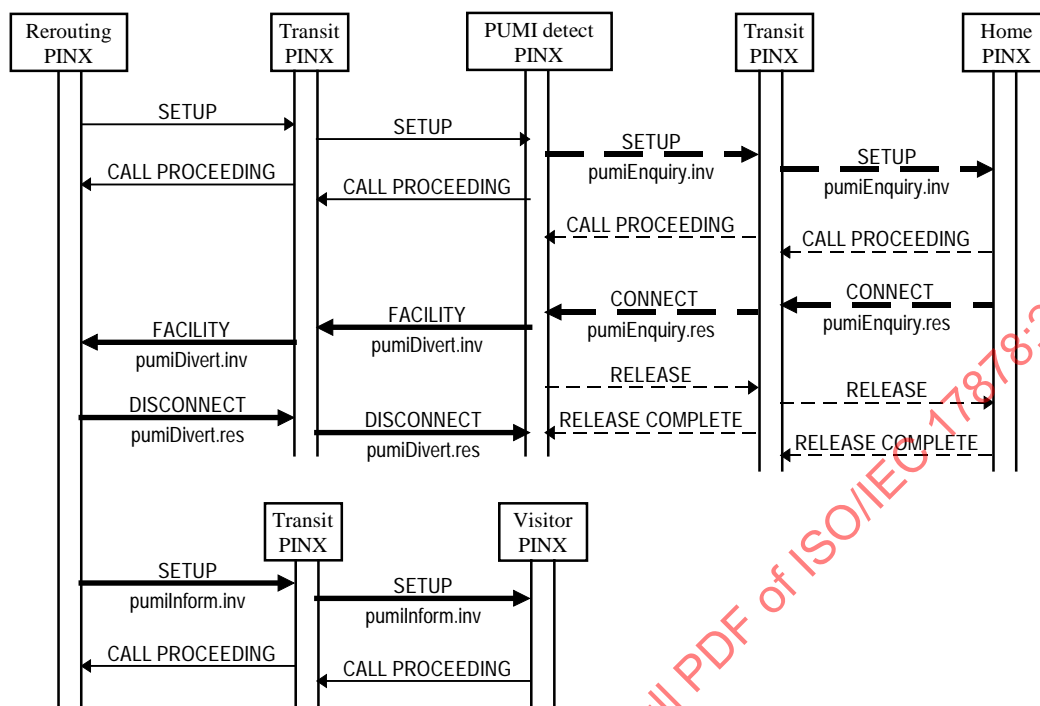 Rerouting
PINX
Transit
PINX
PUMI detect
PINX
Transit
PINX
Home
PINX
SETUP
SETUP
SETUP
pumiEnquiry.inv
SETUP
pumiEnquiry.inv
CALL PROCEEDING
CALL PROCEEDING
CALL PROCEEDING
CALL PROCEEDING
CONNECT
pumiEnquiry.res
CONNECT
pumiEnquiry.res
FACILITY
pumiDivert.inv
FACILITY
pumiDivert.inv
RELEASE
RELEASE
DISCONNECT
pumiDivert.res
DISCONNECT
pumiDivert.res
RELEASE COMPLETE
RELEASE COMPLETE
Transit
PINX
Visitor
PINX
SETUP
pumiInform.inv
SETUP
pumiInform.inv
CALL PROCEEDING
CALL PROCEEDING
PDF of ISO/IEC 17878: